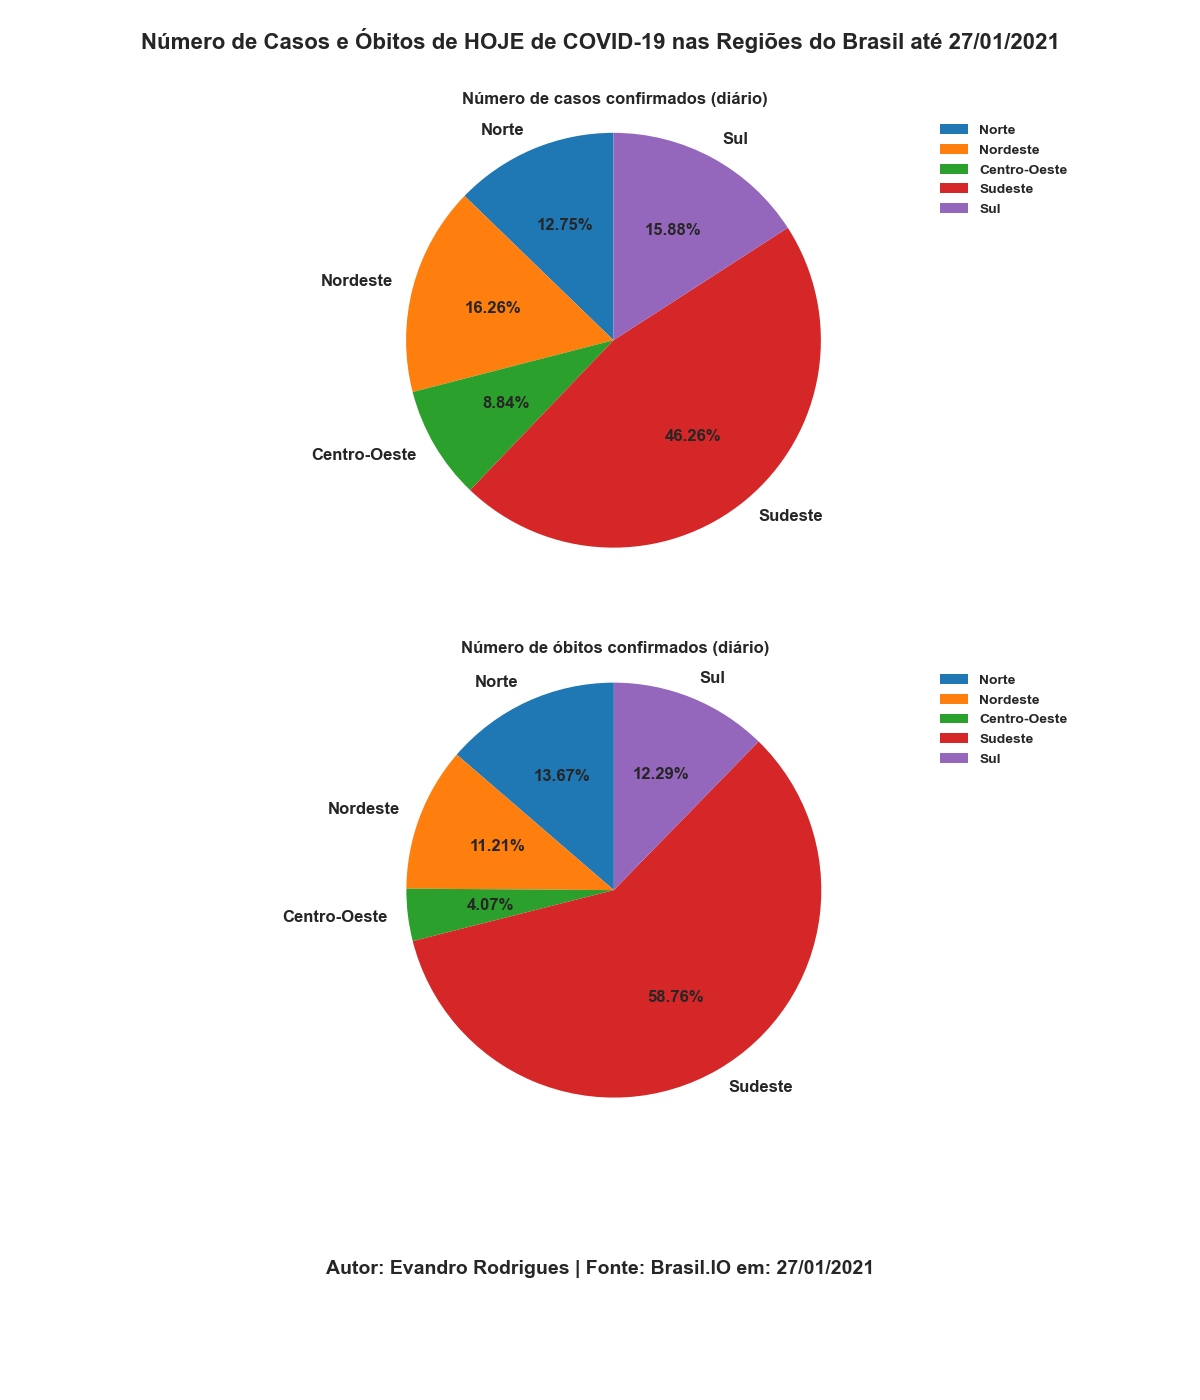 Número de Casos e Óbitos de HOJE de COVID-19 nas Regiões do Brasil até 27/01/2021
Número de casos confirmados (diário)
Norte
Sul
Nordeste
Centro-Oeste
Sudeste
12.75%
15.88%
16.26%
8.84%
46.26%
Norte
Nordeste
Centro-Oeste
Sudeste
Sul
Número de óbitos confirmados (diário)
Norte
Sul
Nordeste
Centro-Oeste
Sudeste
13.67%
12.29%
11.21%
4.07%
58.76%
Norte
Nordeste
Centro-Oeste
Sudeste
Sul
Autor: Evandro Rodrigues | Fonte: Brasil.IO em: 27/01/2021